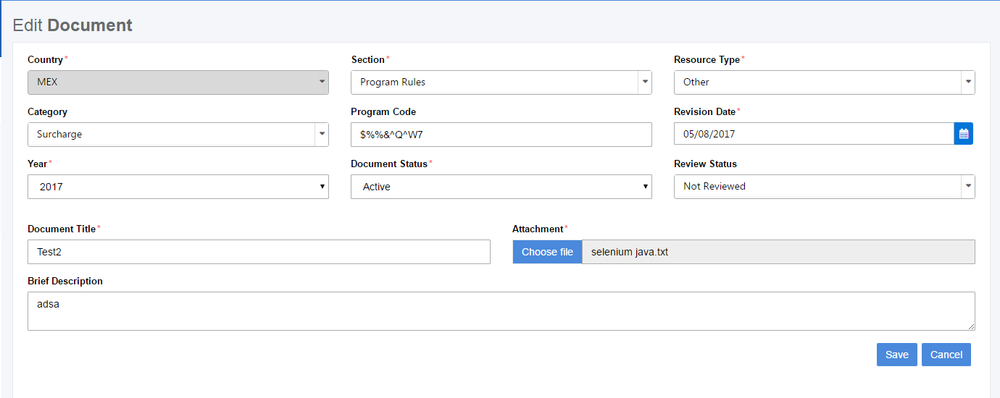 Edit Document
Country* Section* Resource Type*
MEX Program Rules Other
Category Program Code Revision Date*
Surcharge $%%&^Q^W7 05/08/2017
Year* Document Status* Review Status
2017 Active Not Reviewed
Document Title* Attachment*
Test2 Choose file selenium java.txt
Brief Description
adsa
Save Cancel